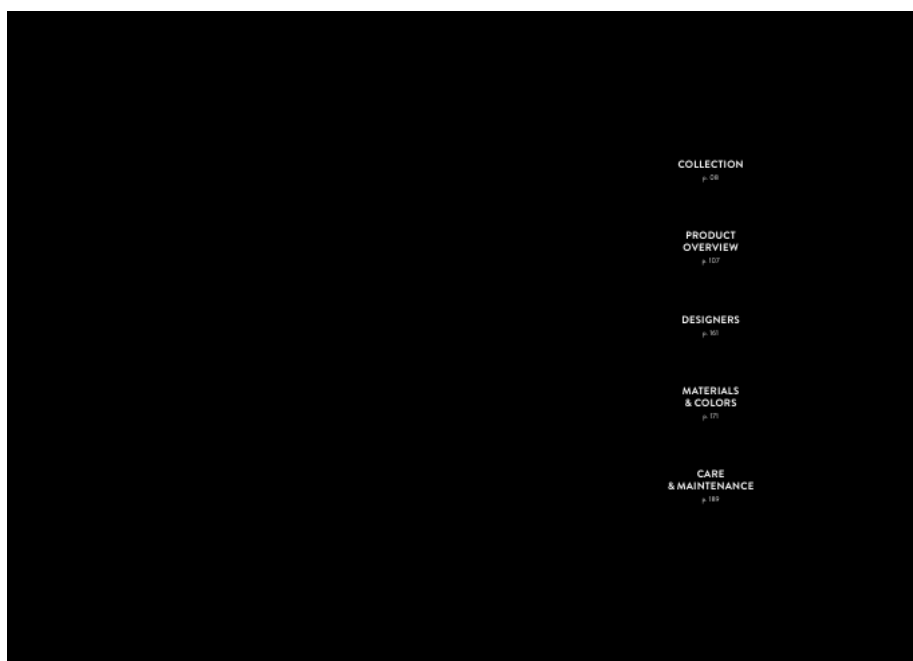 COLLECTION
p. 08
PRODUCT
OVERVIEW
p. 107
DESIGNERS
p. 161
MATERIALS
& COLORS
p. 171
CARE
& MAINTENANCE
p. 189